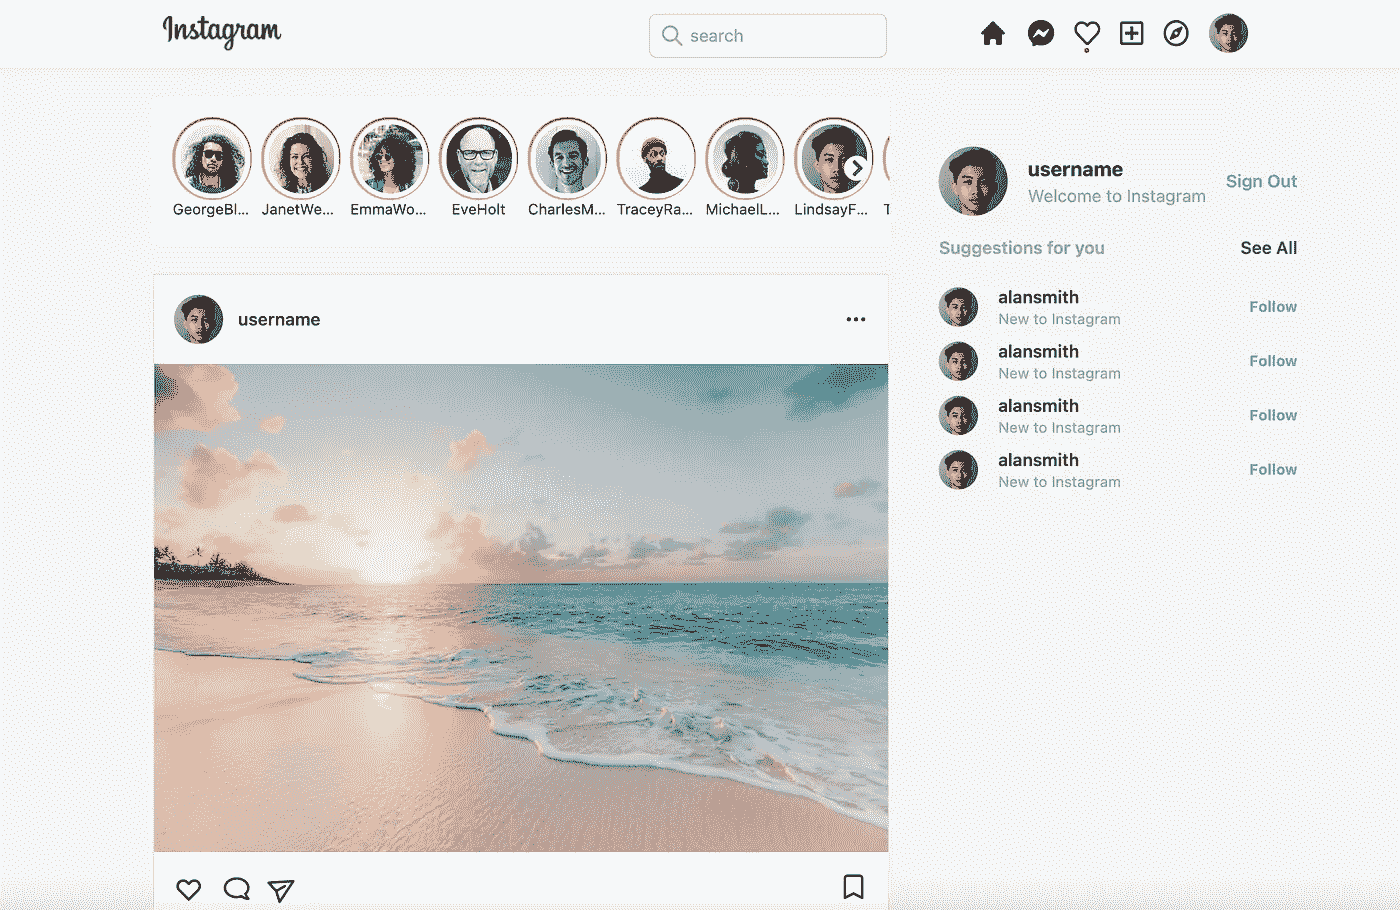 Instagram
search
GeorgeBl... JanetWe... EmmaWo... EveHolt CharlesM... TraceyRa... MichaelL... LindsayF... T
username
Welcome to Instagram
Sign Out
Suggestions for you
See All
alansmith
New to Instagram
Follow
alansmith
New to Instagram
Follow
alansmith
New to Instagram
Follow
alansmith
New to Instagram
Follow
username